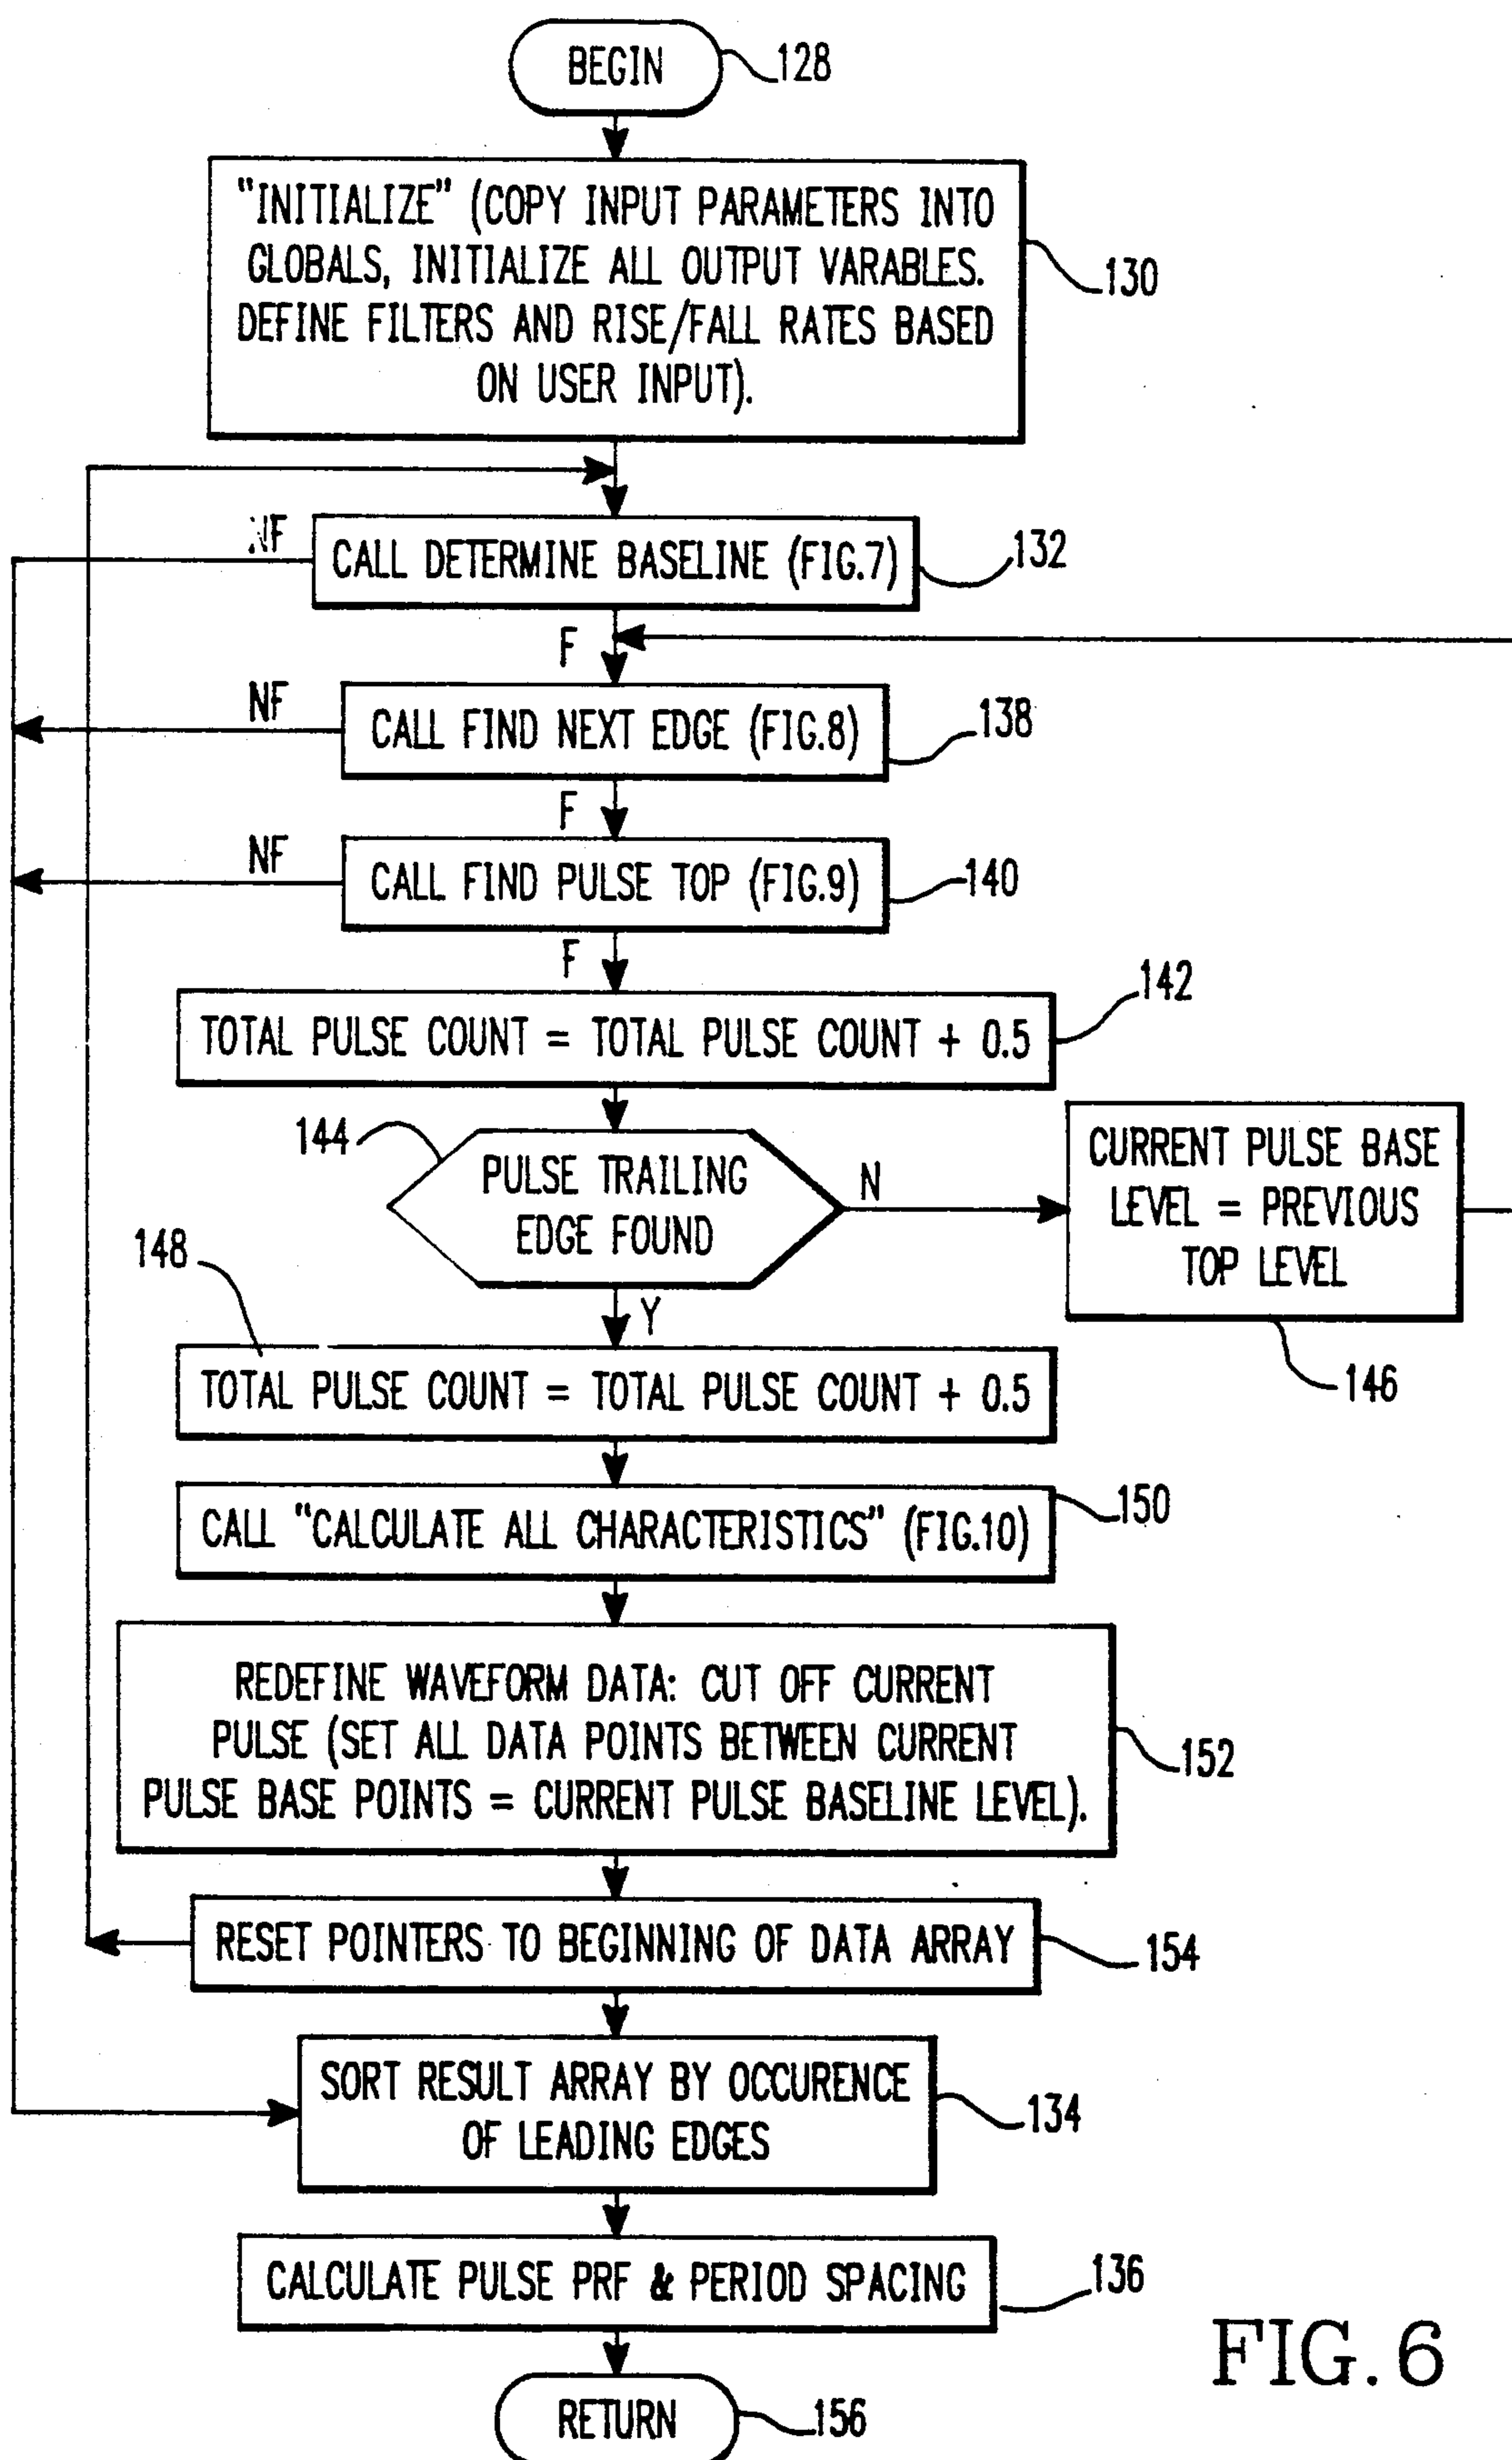 BEGIN
128
"INITIALIZE" (COPY INPUT PARAMETERS INTO
GLOBALS, INITIALIZE ALL OUTPUT VARABLES.
DEFINE FILTERS AND RISE/FALL RATES BASED
ON USER INPUT).
130
NF
CALL DETERMINE BASELINE (FIG.7)
132
F
NF
CALL FIND NEXT EDGE (FIG.8)
138
F
NF
CALL FIND PULSE TOP (FIG.9)
140
F
142
TOTAL PULSE COUNT = TOTAL PULSE COUNT + 0.5
144
PULSE TRAILING
EDGE FOUND
N
CURRENT PULSE BASE
LEVEL = PREVIOUS
TOP LEVEL
146
Y
148
TOTAL PULSE COUNT = TOTAL PULSE COUNT + 0.5
CALL "CALCULATE ALL CHARACTERISTICS" (FIG.10)
150
REDEFINE WAVEFORM DATA: CUT OFF CURRENT
PULSE (SET ALL DATA POINTS BETWEEN CURRENT
PULSE BASE POINTS = CURRENT PULSE BASELINE LEVEL).
152
RESET POINTERS TO BEGINNING OF DATA ARRAY
154
SORT RESULT ARRAY BY OCCURENCE
OF LEADING EDGES
134
CALCULATE PULSE PRF & PERIOD SPACING
136
RETURN
156
FIG. 6